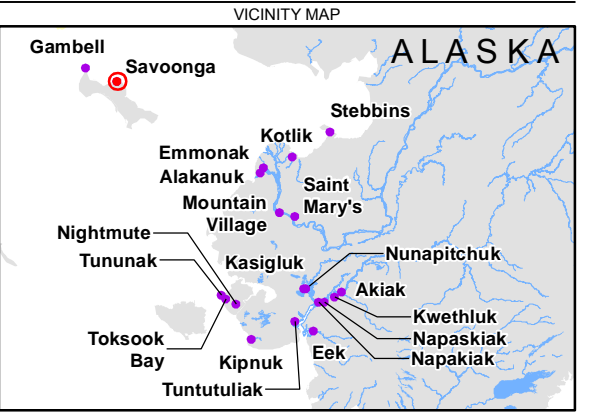 VICINITY MAP
ALASKA
Gambell
Savoonga
Stebbins
Kotlik
Emmonak
Alakanuk
Saint
Mary's
Mountain
Village
Nightmute
Tununak
Kasigluk
Nunapitchuk
Akiak
Kwethluk
Napaskiak
Napakiak
Toksook
Bay
Kipnuk
Eek
Tuntutuliak